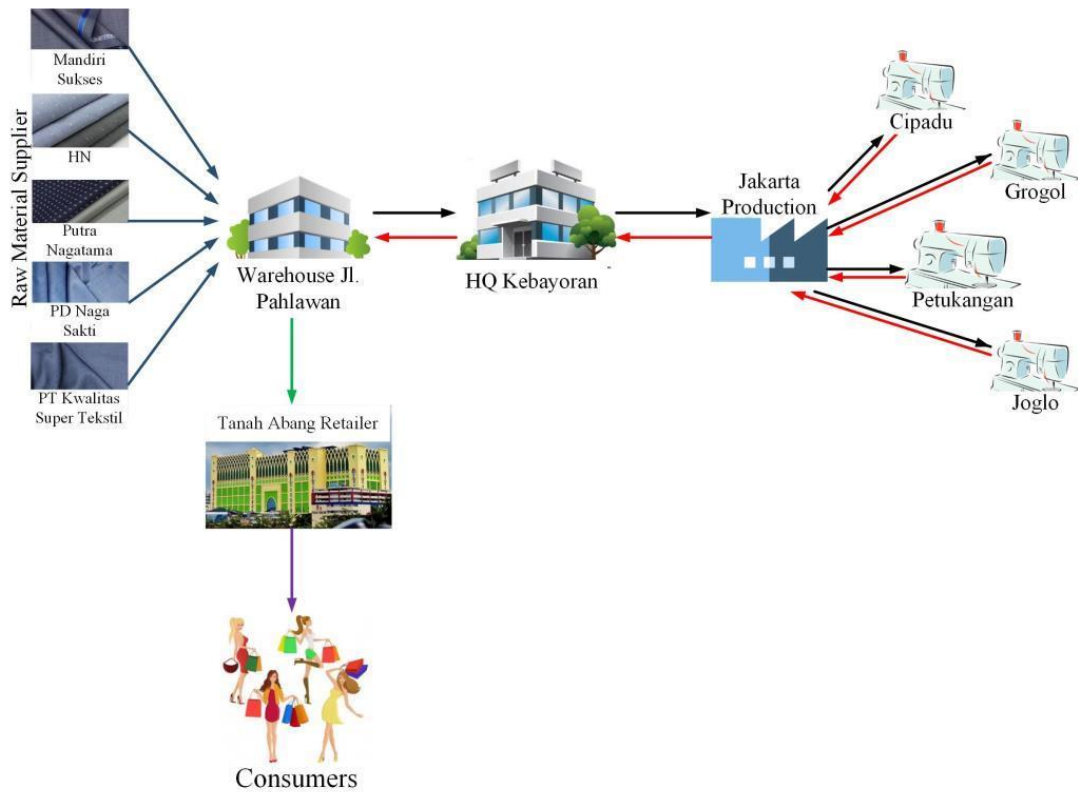 Raw Material Supplier
Mandiri
Sukses
HN
Putra
Nagatama
PD Naga
Sakti
PT Kwalitas
Super Tekstil
Warehouse Jl.
Pahlawan
HQ Kebayoran
Jakarta
Production
Cipadu
Grogol
Petukangan
Joglo
Tanah Abang Retailer
Consumers